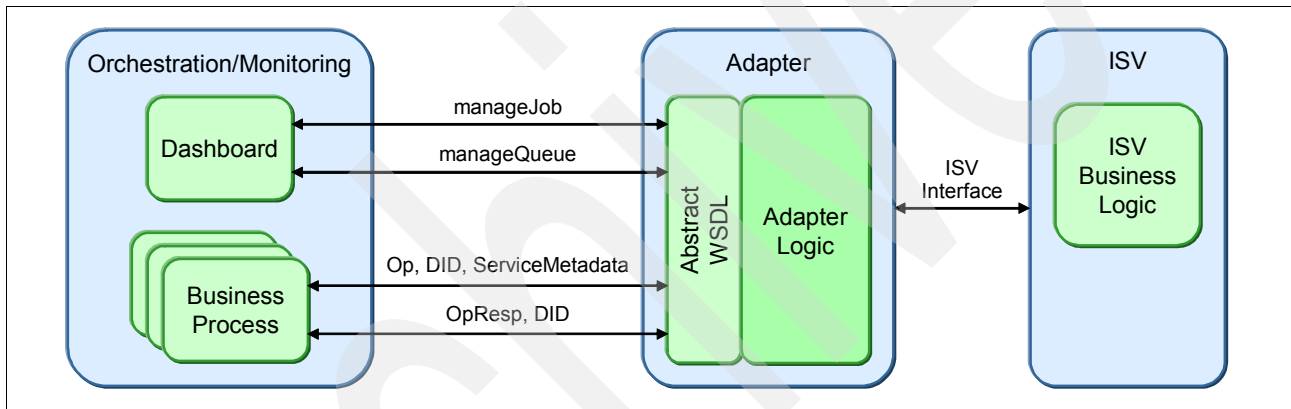 Orchestration/Monitoring
Dashboard
Business
Process
manageJob
manageQueue
Op, DID, ServiceMetadata
OpResp, DID
Adapter
Abstract
WSDL
Adapter
Logic
ISV
Interface
ISV
ISV
Business
Logic